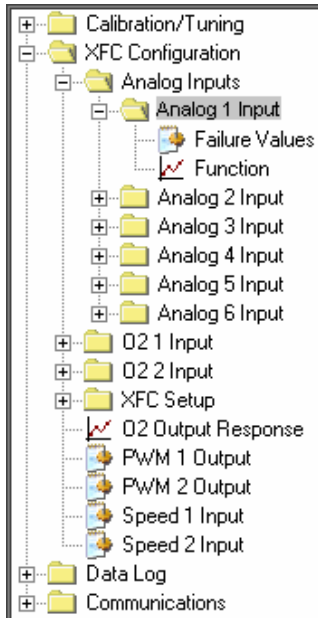 Calibration/Tuning
XFC Configuration
Analog Inputs
Analog 1 Input
Failure Values
Function
Analog 2 Input
Analog 3 Input
Analog 4 Input
Analog 5 Input
Analog 6 Input
O2 1 Input
O2 2 Input
XFC Setup
O2 Output Response
PWM 1 Output
PWM 2 Output
Speed 1 Input
Speed 2 Input
Data Log
Communications